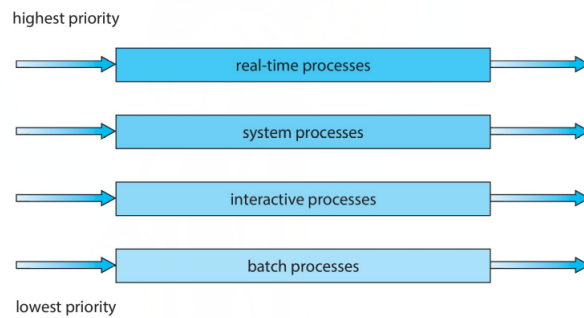 highest priority
real-time processes
system processes
interactive processes
batch processes
lowest priority